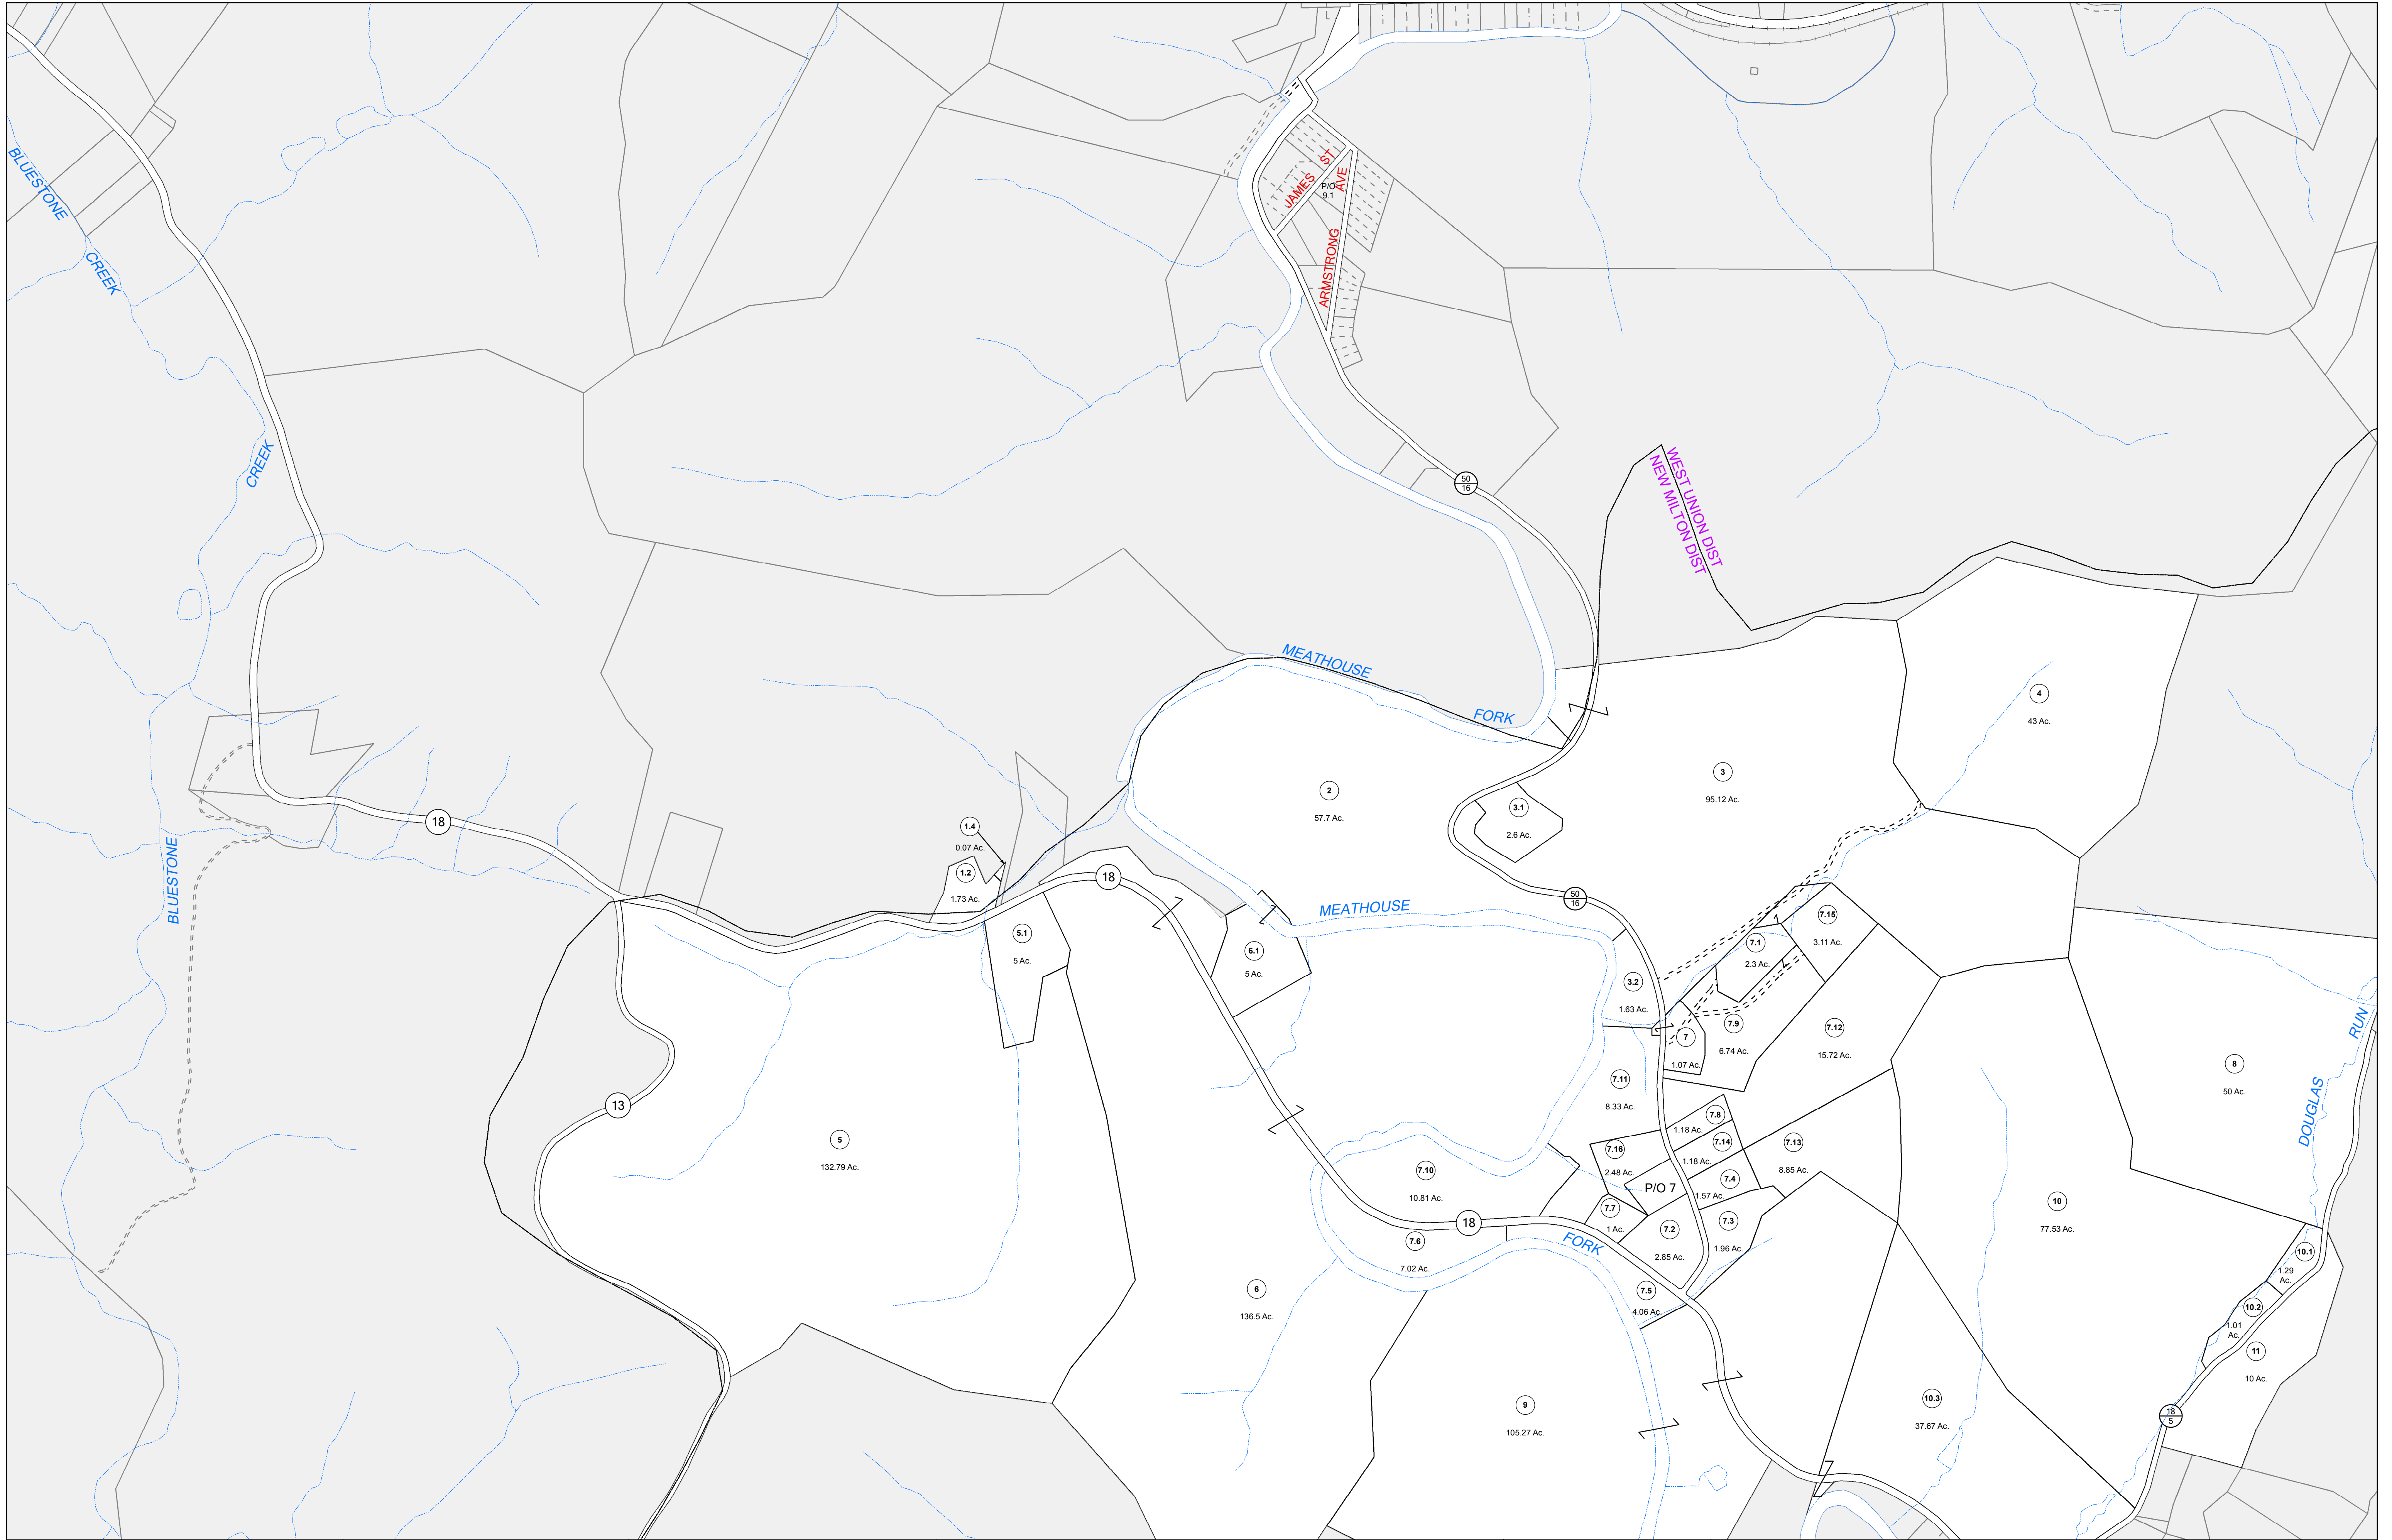 BLUESTONE
CREEK
CREEK
BLUESTONE
JAMES ST
P/O
9.1
ARMSTRONG AVE
50
16
WEST UNION DIST
NEW MILTON DIST
MEATHOUSE
FORK
4
43 Ac.
3
95.12 Ac.
2
57.7 Ac.
3.1
2.6 Ac.
18
1.4
0.07 Ac.
1.2
1.73 Ac.
18
50
16
MEATHOUSE
5.1
5 Ac.
6.1
5 Ac.
7.15
3.11 Ac.
7.1
2.3 Ac.
3.2
1.63 Ac.
7
1.07 Ac.
7.9
6.74 Ac.
7.12
15.72 Ac.
8
50 Ac.
DOUGLAS
RUN
13
5
132.79 Ac.
7.11
8.33 Ac.
7.8
1.18 Ac.
7.14
1.18 Ac.
7.13
8.85 Ac.
7.16
2.48 Ac.
P/O 7
7.4
1.57 Ac.
7.10
10.81 Ac.
7.7
1 Ac.
7.2
2.85 Ac.
7.3
1.96 Ac.
10
77.53 Ac.
18
FORK
7.6
7.02 Ac.
6
136.5 Ac.
7.5
4.06 Ac.
10.1
1.29
Ac.
10.2
1.01
Ac.
11
10 Ac.
9
105.27 Ac.
10.3
37.67 Ac.
18
5